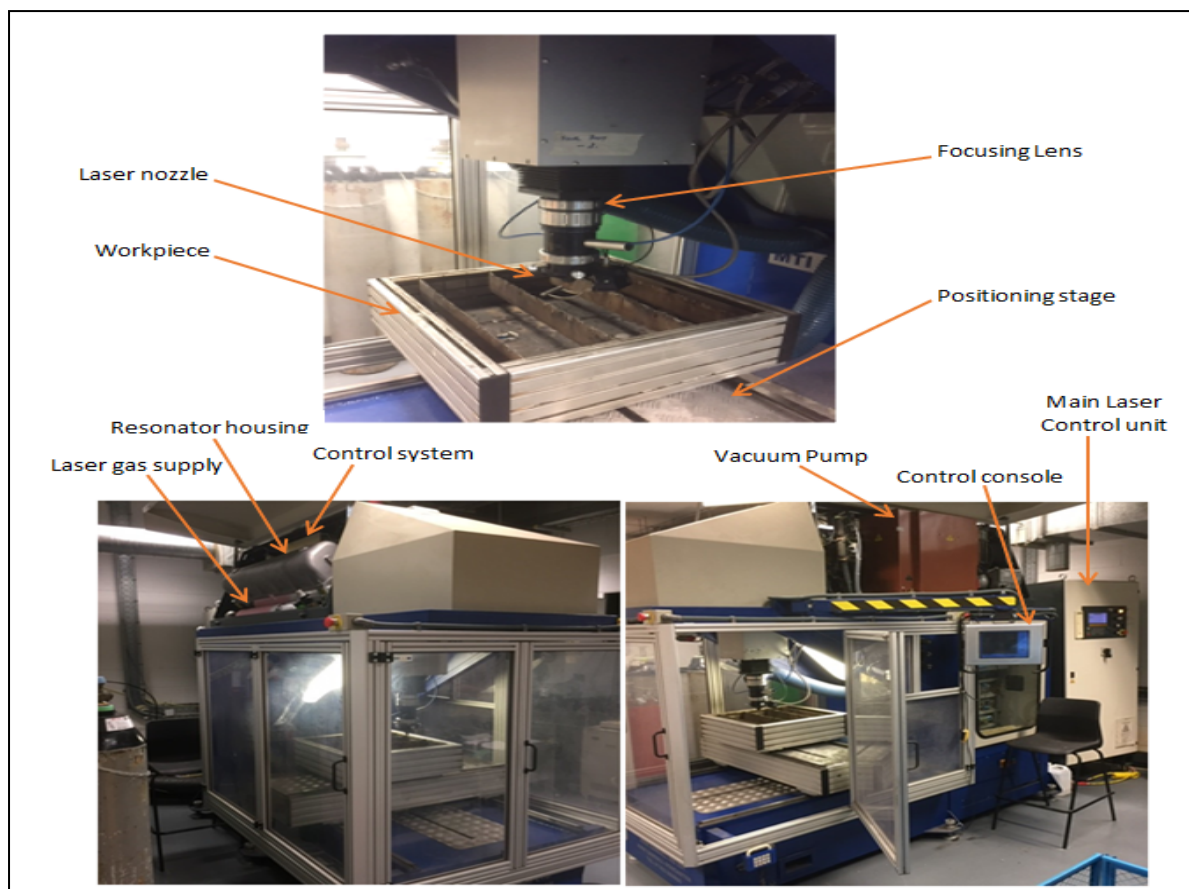 Focusing Lens
Laser nozzle
Workpiece
MTI
Positioning stage
Main Laser
Control unit
Resonator housing
Control system
Vacuum Pump
Laser gas supply
Control console